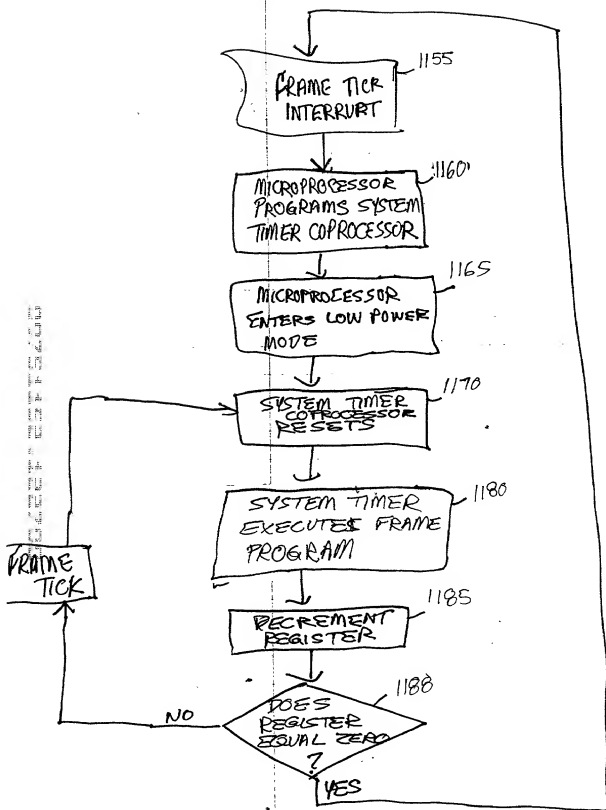 1155
FRAME TICK
INTERRUPT
1160
MICROPROCESSOR
PROGRAMS SYSTEM
TIMER COPROCESSOR
1165
MICROPROCESSOR
ENTERS LOW POWER
MODE
1170
SYSTEM TIMER
COPROCESSOR
RESETS
1180
SYSTEM TIMER
EXECUTES FRAME
PROGRAM
FRAME
TICK
1185
DECREMENT
REGISTER
1188
DOES
REGISTER
EQUAL ZERO
?
NO
YES